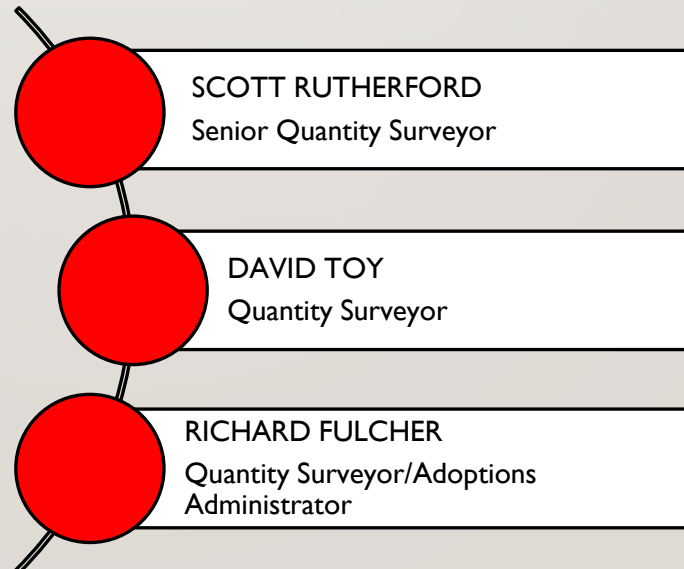 SCOTT RUTHERFORD
Senior Quantity Surveyor
DAVID TOY
Quantity Surveyor
RICHARD FULCHER
Quantity Surveyor/Adoptions
Administrator